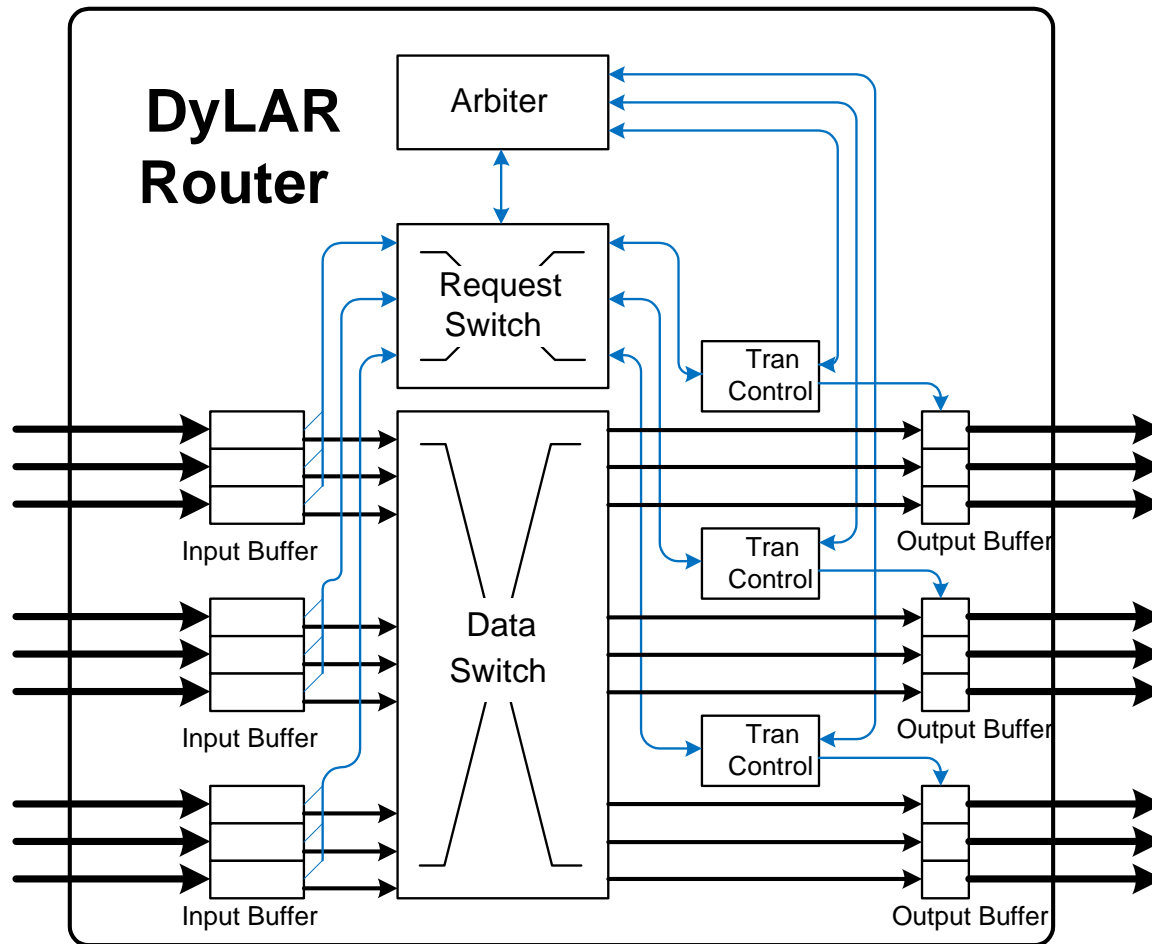 DyLAR
Router
Arbiter
Request
Switch
Tran
Control
Input Buffer
Output Buffer
Tran
Control
Data
Switch
Input Buffer
Output Buffer
Tran
Control
Input Buffer
Output Buffer